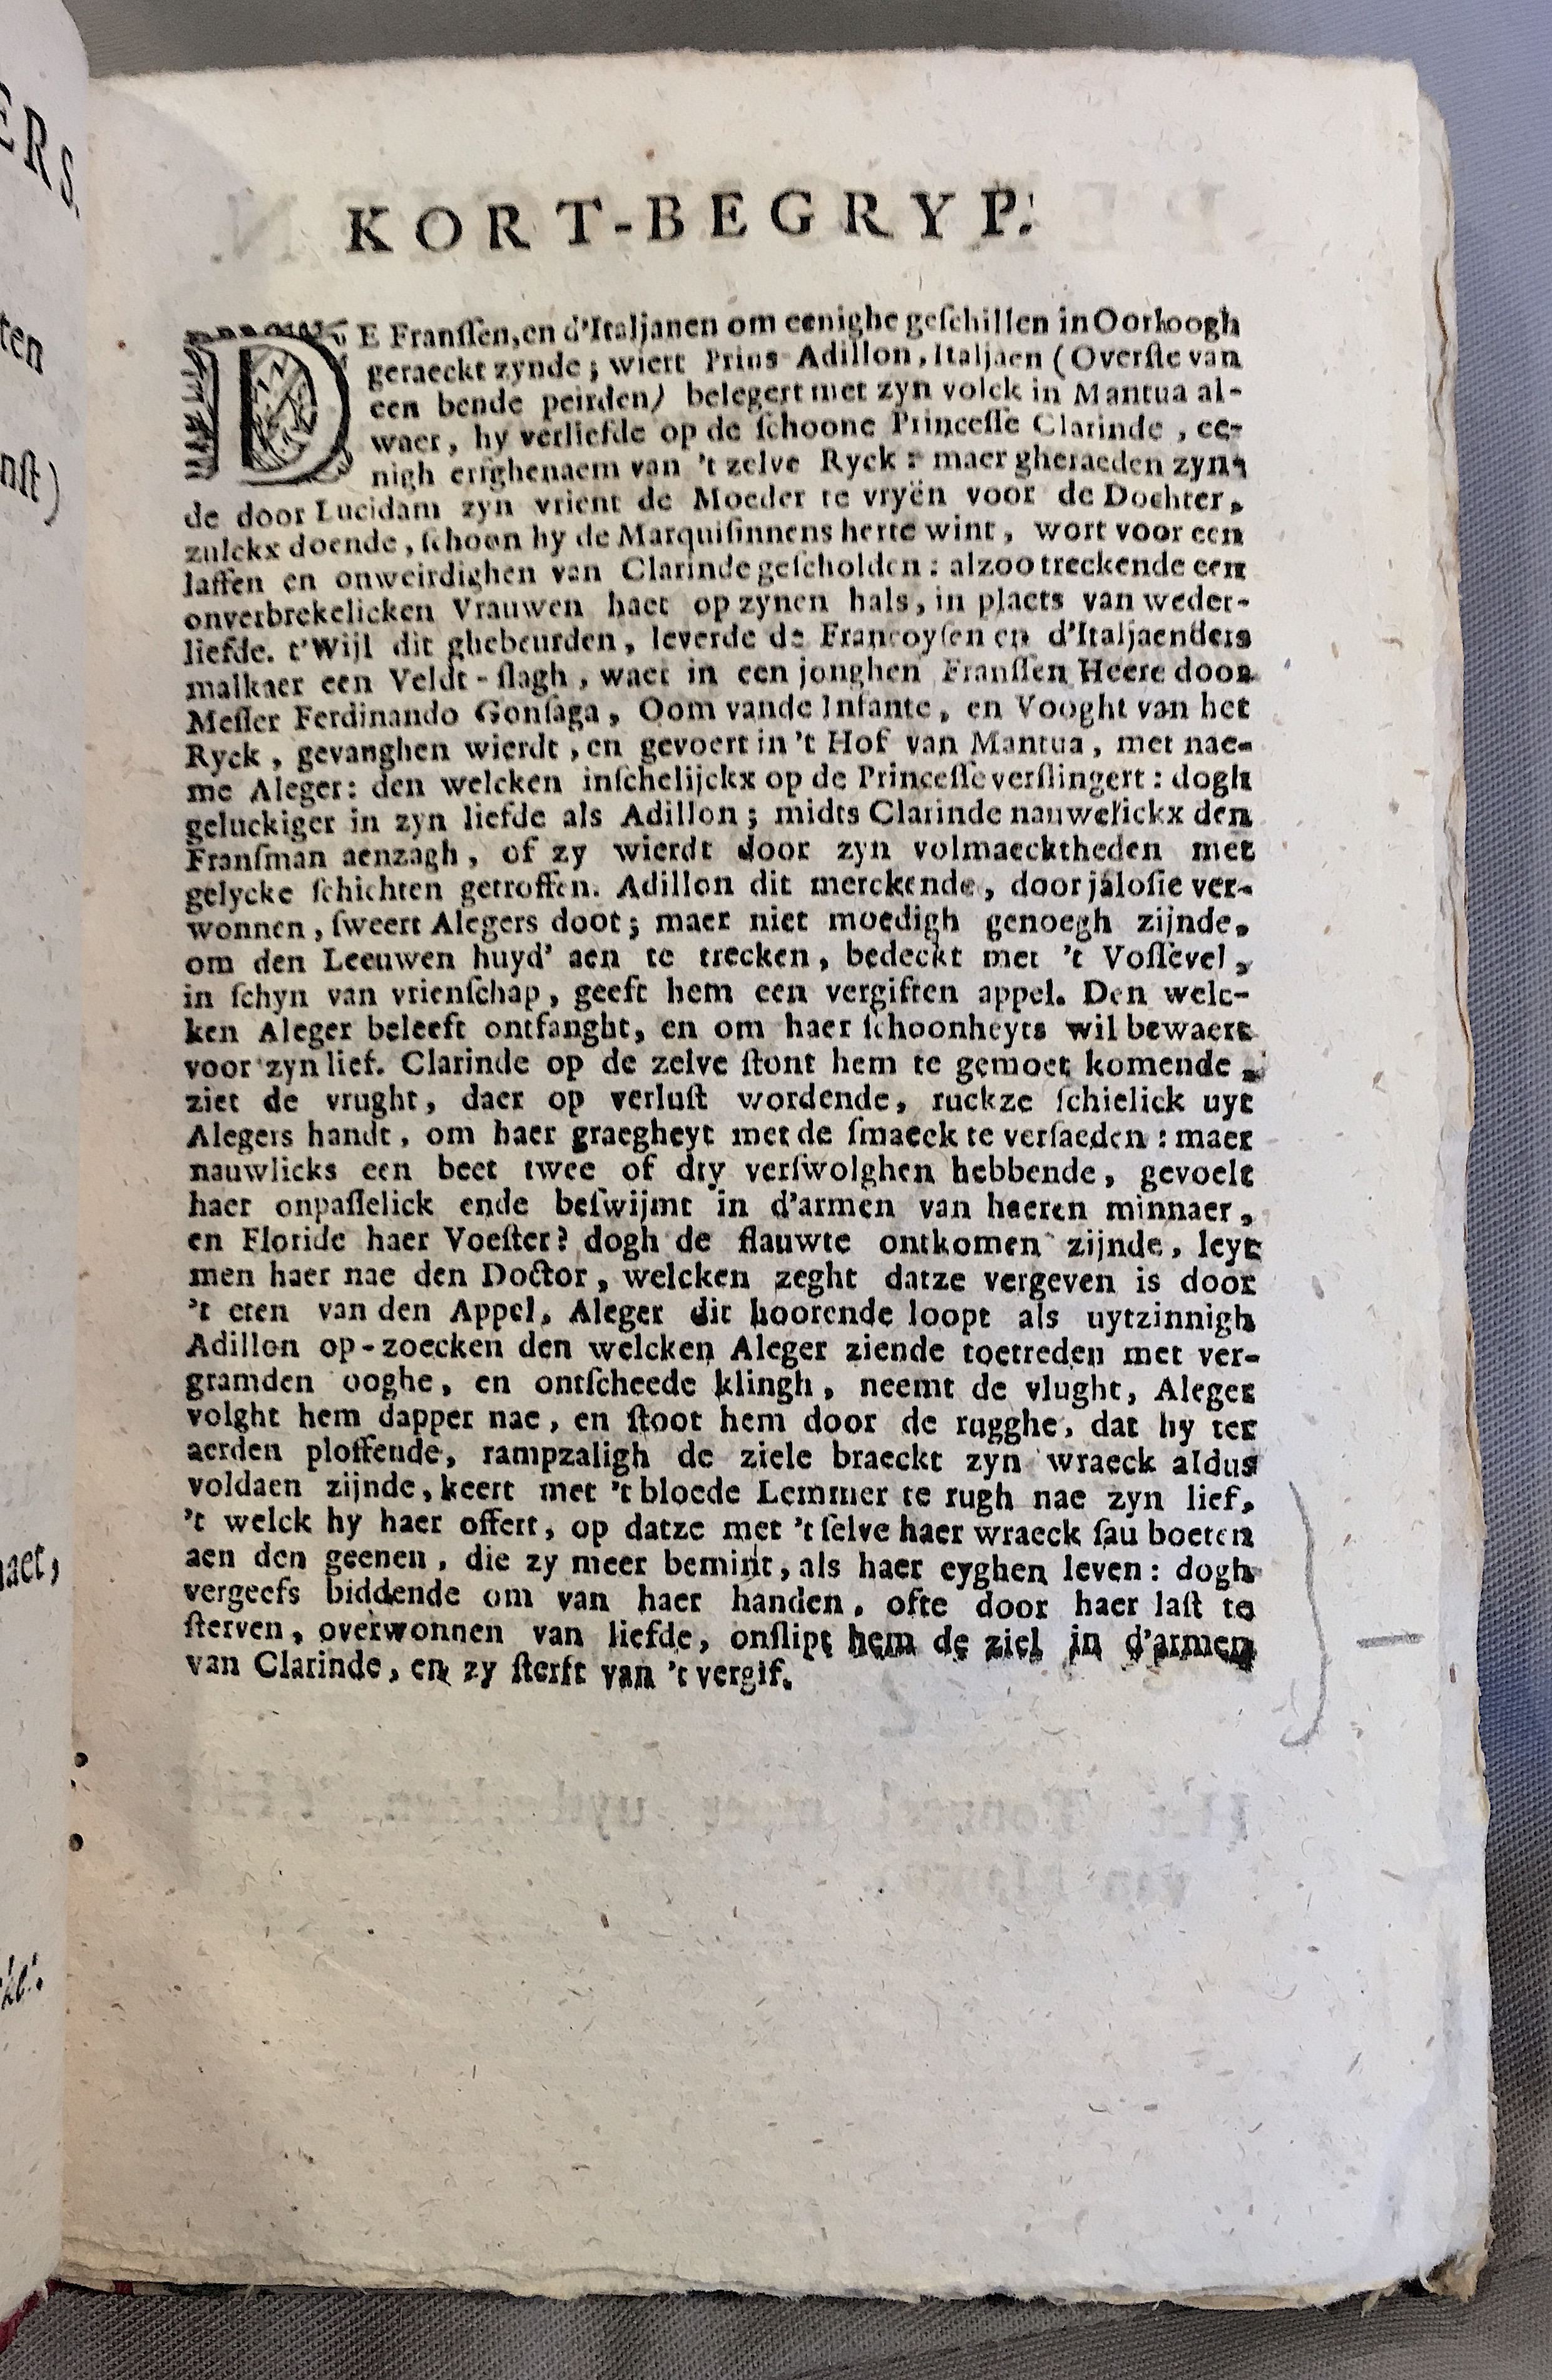 ERS.
ten
nſt)
aet,
KORT-BEGRYP.
DE Franſſen, en d'Italjanen om eenighe geſchillen in Oorloogh
geraeckt zynde; wiert Prins Adillon, Italjaen (Overſte van
een bende peirden) belegert met zyn volck in Mantua al-
waer, hy verliefde op de ſchoone Princeſſe Clarinde, ee-
nigh erfghenaem van 't zelve Ryck: maer gheraeden zyn-
de door Lucidam zyn vrient de Moeder te vryën voor de Dochter,
zulckx doende, ſchoon hy de Marquiſinnens herte wint, wort voor een
laffen en onweirdighen van Clarinde geſcholden: alzoo treckende een
onverbrekelicken Vrauwen haet op zynen hals, in plaets van weder-
liefde. t'Wijl dit ghebeurden, leverde de Francoyſen en d'Italjaenders
malkaer een Veldt-ſlagh, waer in een jonghen Franſſen Heere door
Meſſer Ferdinando Gonſaga, Oom vande Infante, en Vooght van het
Ryck, gevanghen wierdt, en gevoert in 't Hof van Mantua, met nae-
me Aleger: den welcken inſchelijckx op de Princeſſe verſlingert: dogh
geluckiger in zyn liefde als Adillon; midts Clarinde nauwelickx den
Franſman aenzagh, of zy wierdt door zyn volmaecktheden met
gelycke ſchichten getroffen. Adillon dit merckende, door jaloſie ver-
wonnen, ſweert Alegers doot; maer niet moedigh genoegh zijnde,
om den Leeuwen huyd' aen te trecken, bedeckt met 't Voſſevel,
in ſchyn van vrienſchap, geeft hem een vergiften appel. Den welc-
ken Aleger beleeft ontfanght, en om haer ſchoonheyts wil bewaert
voor zyn lief. Clarinde op de zelve ſtont hem te gemoet komende,
ziet de vrught, daer op verluſt wordende, ruckze ſchielick uyt
Alegers handt, om haer graegheyt met de ſmaeck te verſaeden: maer
nauwlicks een beet twee of dry verſwolghen hebbende, gevoelt
haer onpaſſelick ende beſwijmt in d'armen van haeren minnaer,
en Floride haer Voeſter? dogh de flauwte ontkomen zijnde, leyt
men haer nae den Doctor, welcken zeght datze vergeven is door
't eten van den Appel, Aleger dit hoorende loopt als uytzinnigh
Adillon op-zoecken den welcken Aleger ziende toetreden met ver-
gramden ooghe, en ontſcheede klingh, neemt de vlught, Aleger
volght hem dapper nae, en ſtoot hem door de rugghe, dat hy ter
aerden ploffende, rampzaligh de ziele braeckt zyn wraeck aldus
voldaen zijnde, keert met 't bloede Lemmer te rugh nae zyn lief,
't welck hy haer offert, op datze met 't ſelve haer wraeck ſau boeten
aen den geenen, die zy meer bemint, als haer eyghen leven: dogh
vergeefs biddende om van haer handen, ofte door haer laſt te
ſterven, overwonnen van liefde, onſlipt hem de ziel in d'armen
van Clarinde, en zy ſterft van 't vergif.